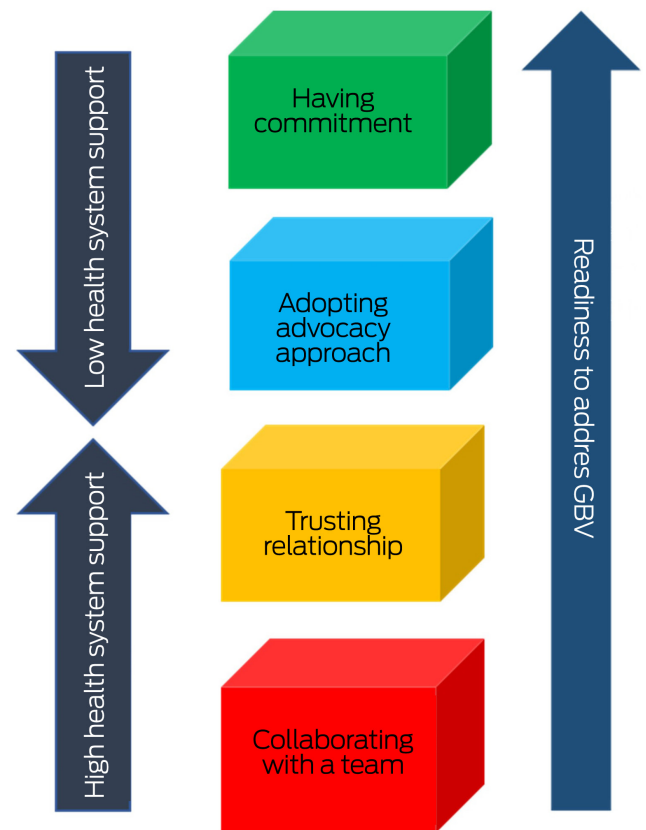 Low health system support
High health system support
Having
commitment
Adopting
advocacy
approach
Trusting
relationship
Collaborating
with a team
Readiness to addres GBV